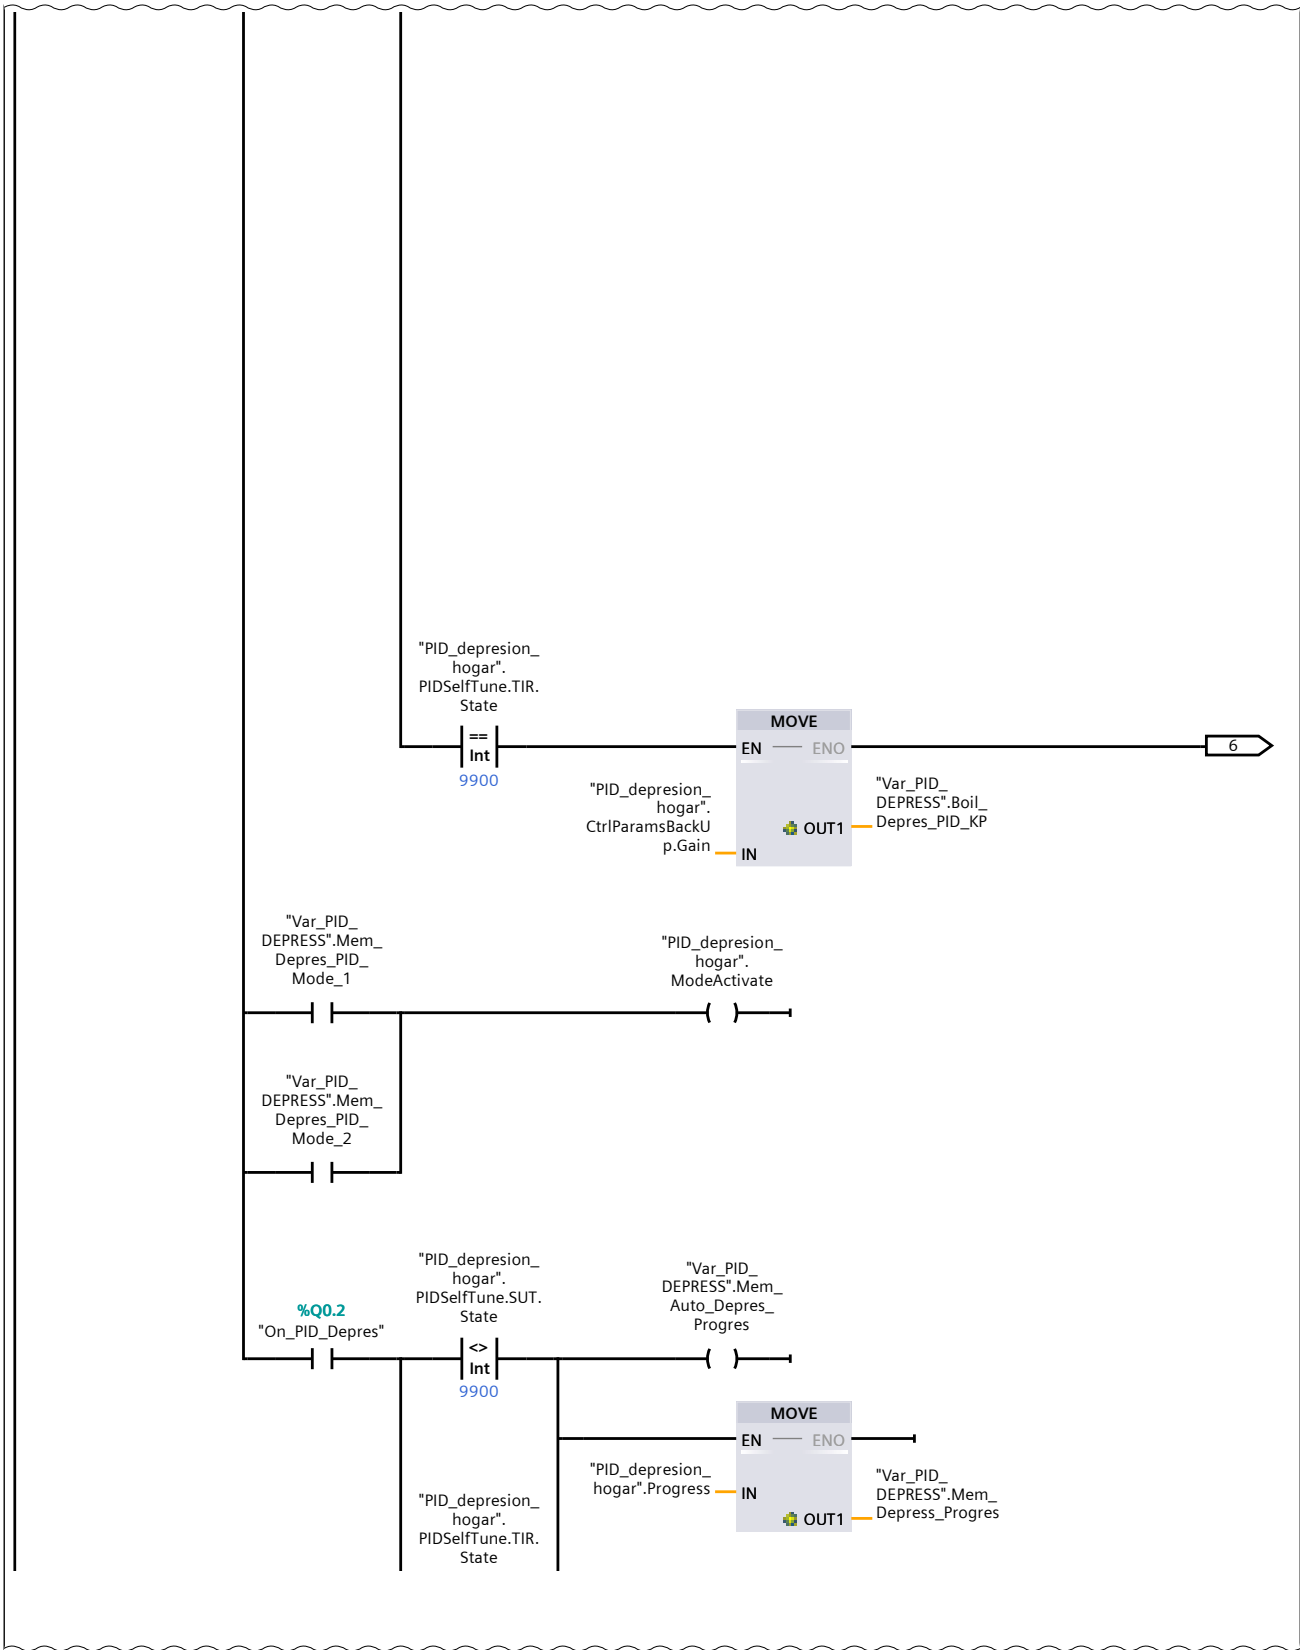 "PID_depresion_
hogar".
PIDSelfTune.TIR.
State
==
Int
9900
MOVE
EN
ENO
"PID_depresion_
hogar".
CtrlParamsBackU
p.Gain
IN
OUT1
"Var_PID_
DEPRESS".Boil_
Depres_PID_KP
6
"Var_PID_
DEPRESS".Mem_
Depres_PID_
Mode_1
"PID_depresion_
hogar".
ModeActivate
"Var_PID_
DEPRESS".Mem_
Depres_PID_
Mode_2
%Q0.2
"On_PID_Depres"
"PID_depresion_
hogar".
PIDSelfTune.SUT.
State
<>
Int
9900
"Var_PID_
DEPRESS".Mem_
Auto_Depres_
Progres
MOVE
EN
ENO
"PID_depresion_
hogar".Progress
IN
OUT1
"Var_PID_
DEPRESS".Mem_
Depress_Progres
"PID_depresion_
hogar".
PIDSelfTune.TIR.
State